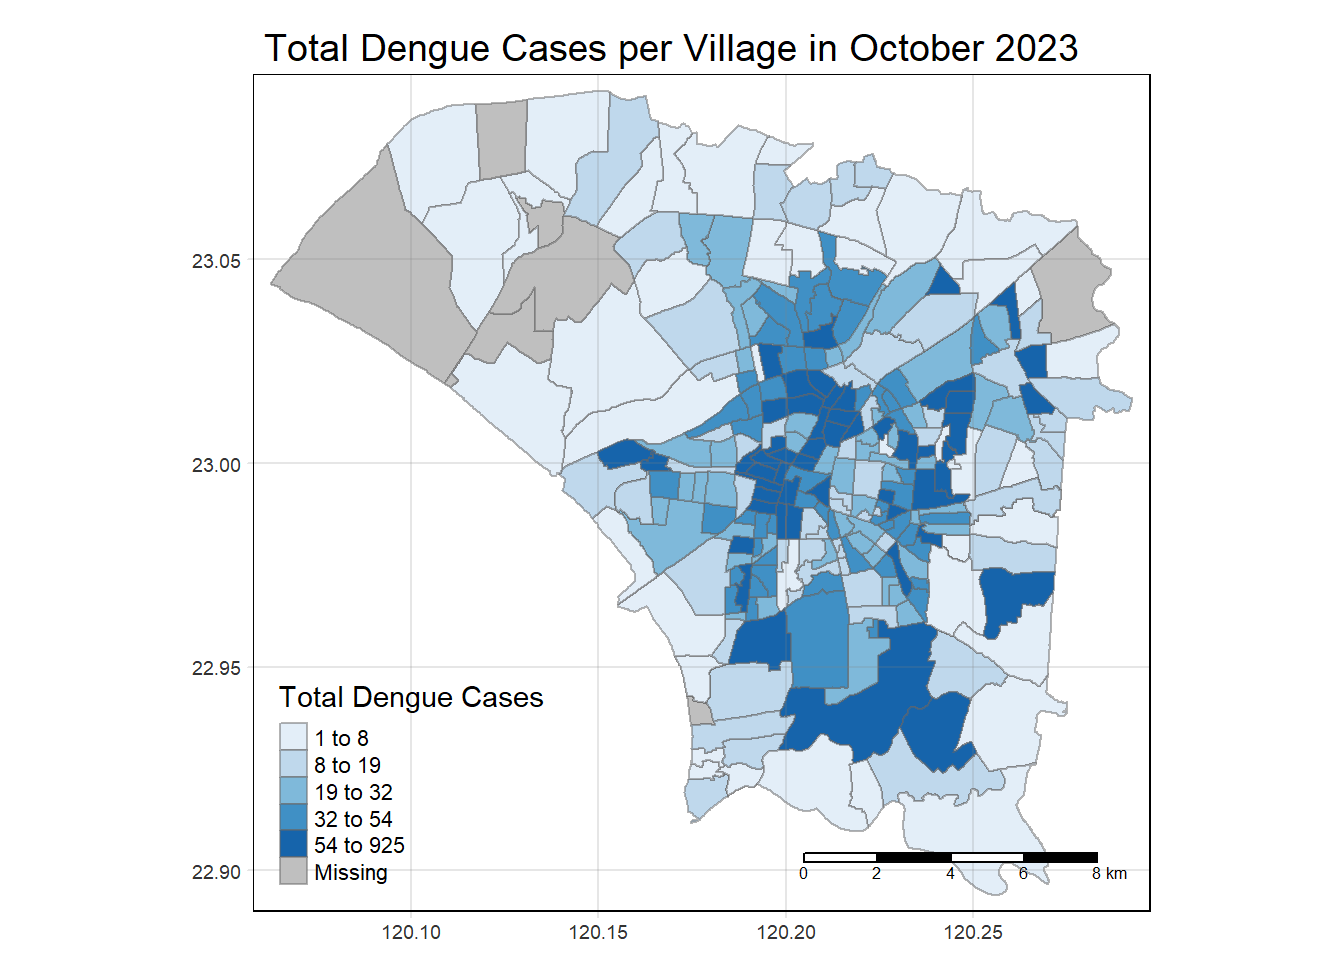 Total Dengue Cases per Village in October 2023
23.05
23.00
22.95
22.90
Total Dengue Cases
1 to 8
8 to 19
19 to 32
32 to 54
54 to 925
Missing
0 2 4 6 8 km
120.10 120.15 120.20 120.25